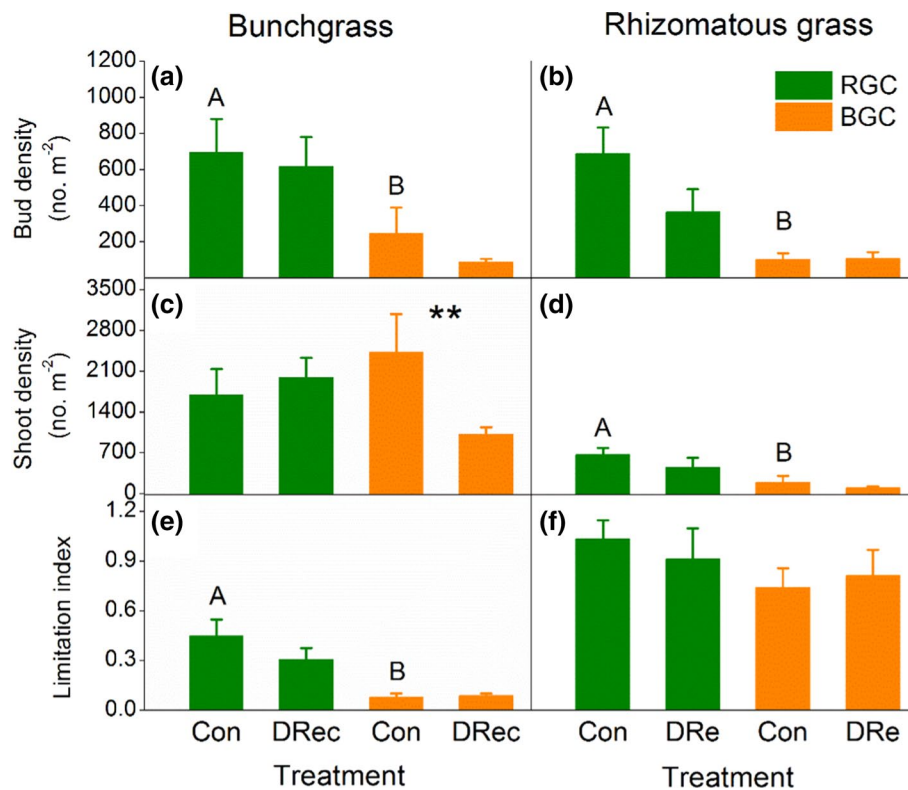 Bunchgrass
Rhizomatous grass
Bud density
(no. m-2)
1200
1000
800
600
400
200
(a)
A
B
(b)
A
B
RGC
BGC
Shoot density
(no. m-2)
3500
2800
2100
1400
700
0
(c)
**
(d)
A
B
Limitation index
1.2
0.9
0.6
0.3
0.0
(e)
A
B
(f)
Con DRec Con DRec
Con DRe Con DRe
Treatment
Treatment